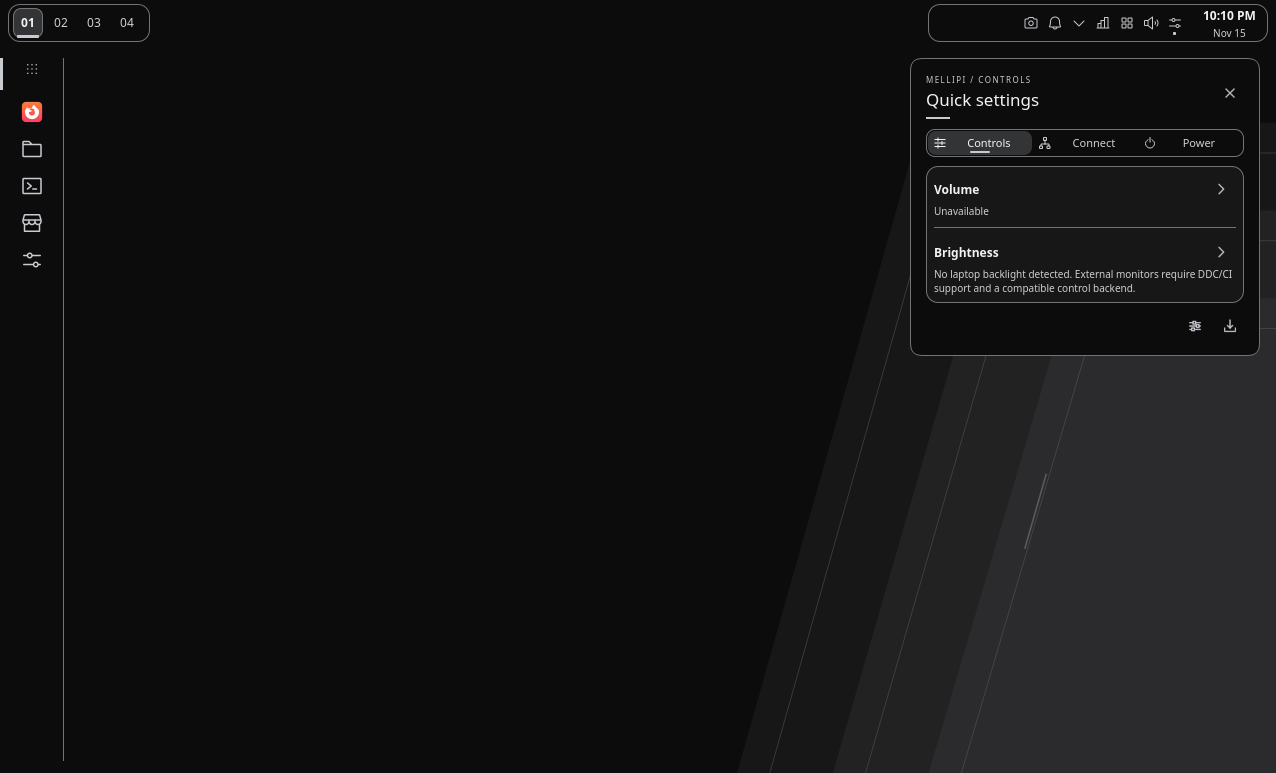 01 02 03 04
10:10 PM
Nov 15
MELLIPI / CONTROLS
Quick settings
Controls Connect Power
Volume
Unavailable
Brightness
No laptop backlight detected. External monitors require DDC/CI
support and a compatible control backend.